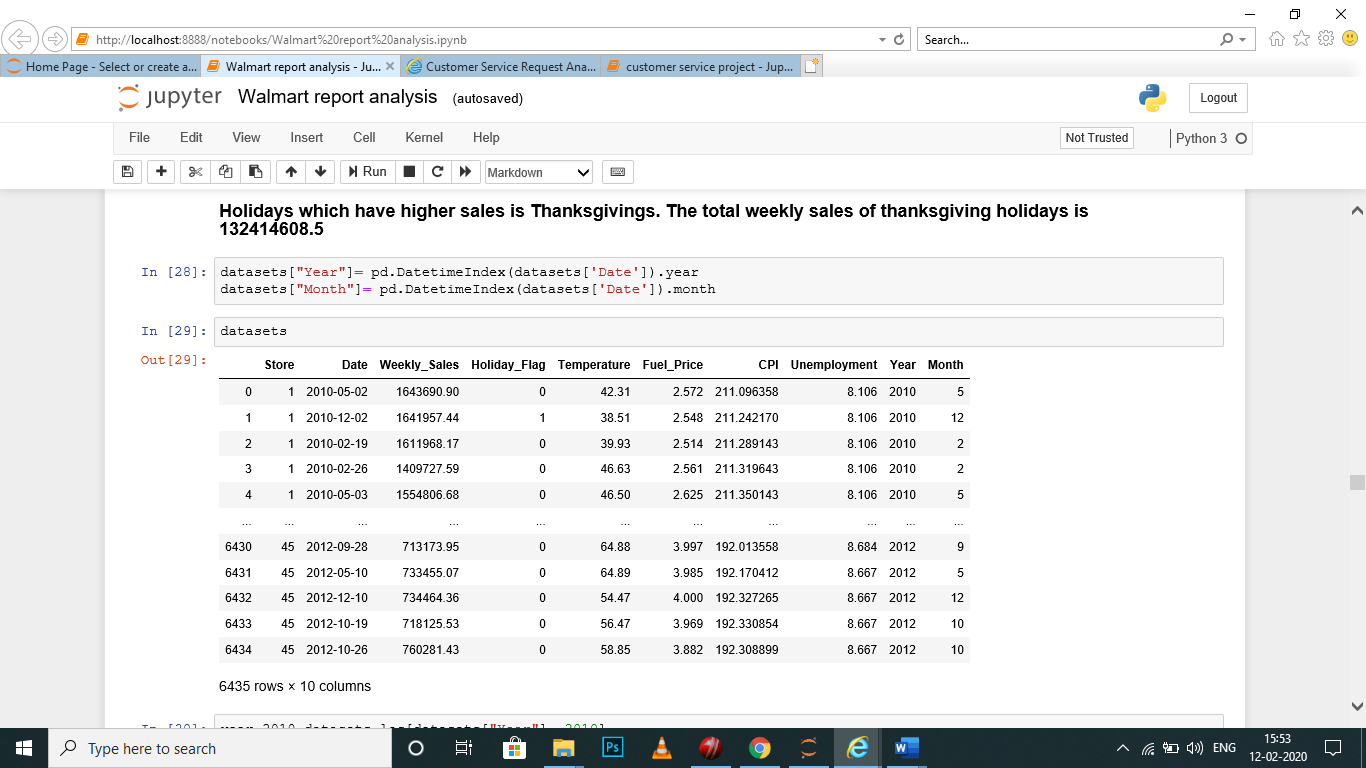 http://localhost:8888/notebooks/Walmart%20report%20analysis.ipynb
Search...
Home Page - Select or create a...
Walmart report analysis - Ju...
Customer Service Request Ana...
customer service project - Jup...
jupyter Walmart report analysis (autosaved)
Logout
File Edit View Insert Cell Kernel Help
Not Trusted
Python 3
Run
Markdown
Holidays which have higher sales is Thanksgivings. The total weekly sales of thanksgiving holidays is
132414608.5
In [28]: datasets["Year"]= pd.DatetimeIndex(datasets['Date']).year
datasets["Month"]= pd.DatetimeIndex(datasets['Date']).month
In [29]: datasets
Out[29]:
Store Date Weekly_Sales Holiday_Flag Temperature Fuel_Price CPI Unemployment Year Month
0 1 2010-05-02 1643690.90 0 42.31 2.572 211.096358 8.106 2010 5
1 1 2010-12-02 1641957.44 1 38.51 2.548 211.242170 8.106 2010 12
2 1 2010-02-19 1611968.17 0 39.93 2.514 211.289143 8.106 2010 2
3 1 2010-02-26 1409727.59 0 46.63 2.561 211.319643 8.106 2010 2
4 1 2010-05-03 1554806.68 0 46.50 2.625 211.350143 8.106 2010 5
... ... ... ... ... ... ... ... ... ... ...
6430 45 2012-09-28 713173.95 0 64.88 3.997 192.013558 8.684 2012 9
6431 45 2012-05-10 733455.07 0 64.89 3.985 192.170412 8.667 2012 5
6432 45 2012-12-10 734464.36 0 54.47 4.000 192.327265 8.667 2012 12
6433 45 2012-10-19 718125.53 0 56.47 3.969 192.330854 8.667 2012 10
6434 45 2012-10-26 760281.43 0 58.85 3.882 192.308899 8.667 2012 10
6435 rows × 10 columns
Type here to search
Ps
ENG
15:53
12-02-2020